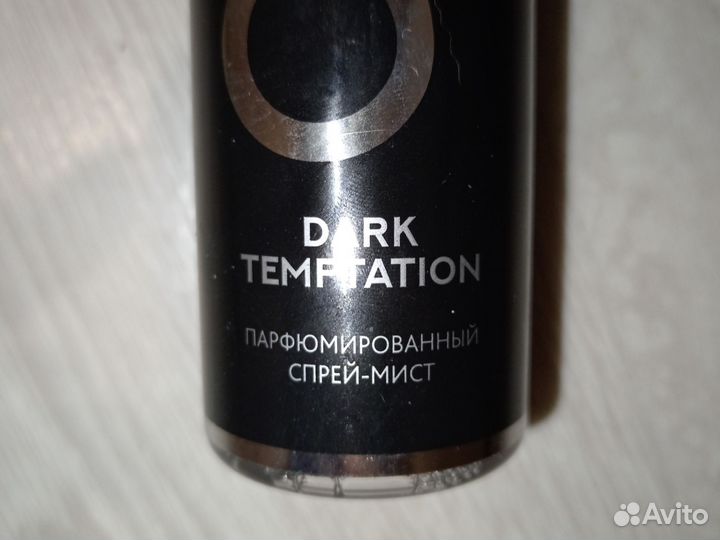 DARK
TEMPTATION
ПАРФЮМИРОВАННЫЙ
СПРЕЙ-МИСТ
Avito